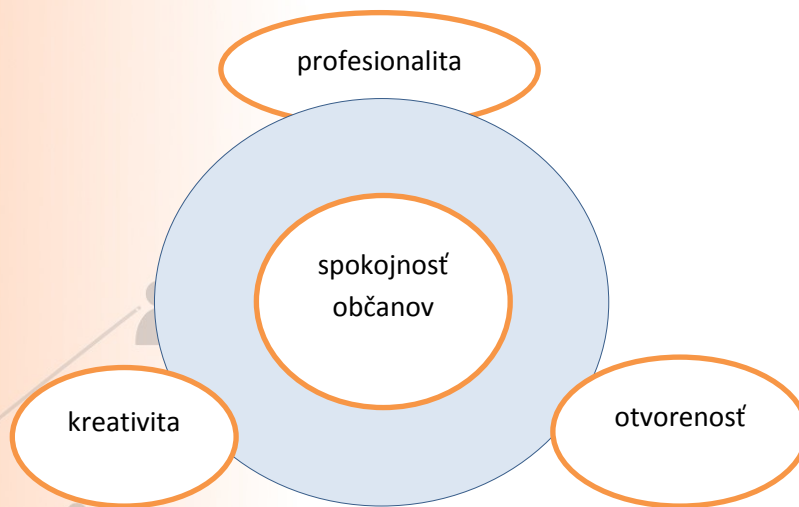 profesionalita
spokojnosť
občanov
kreativita
otvorenosť